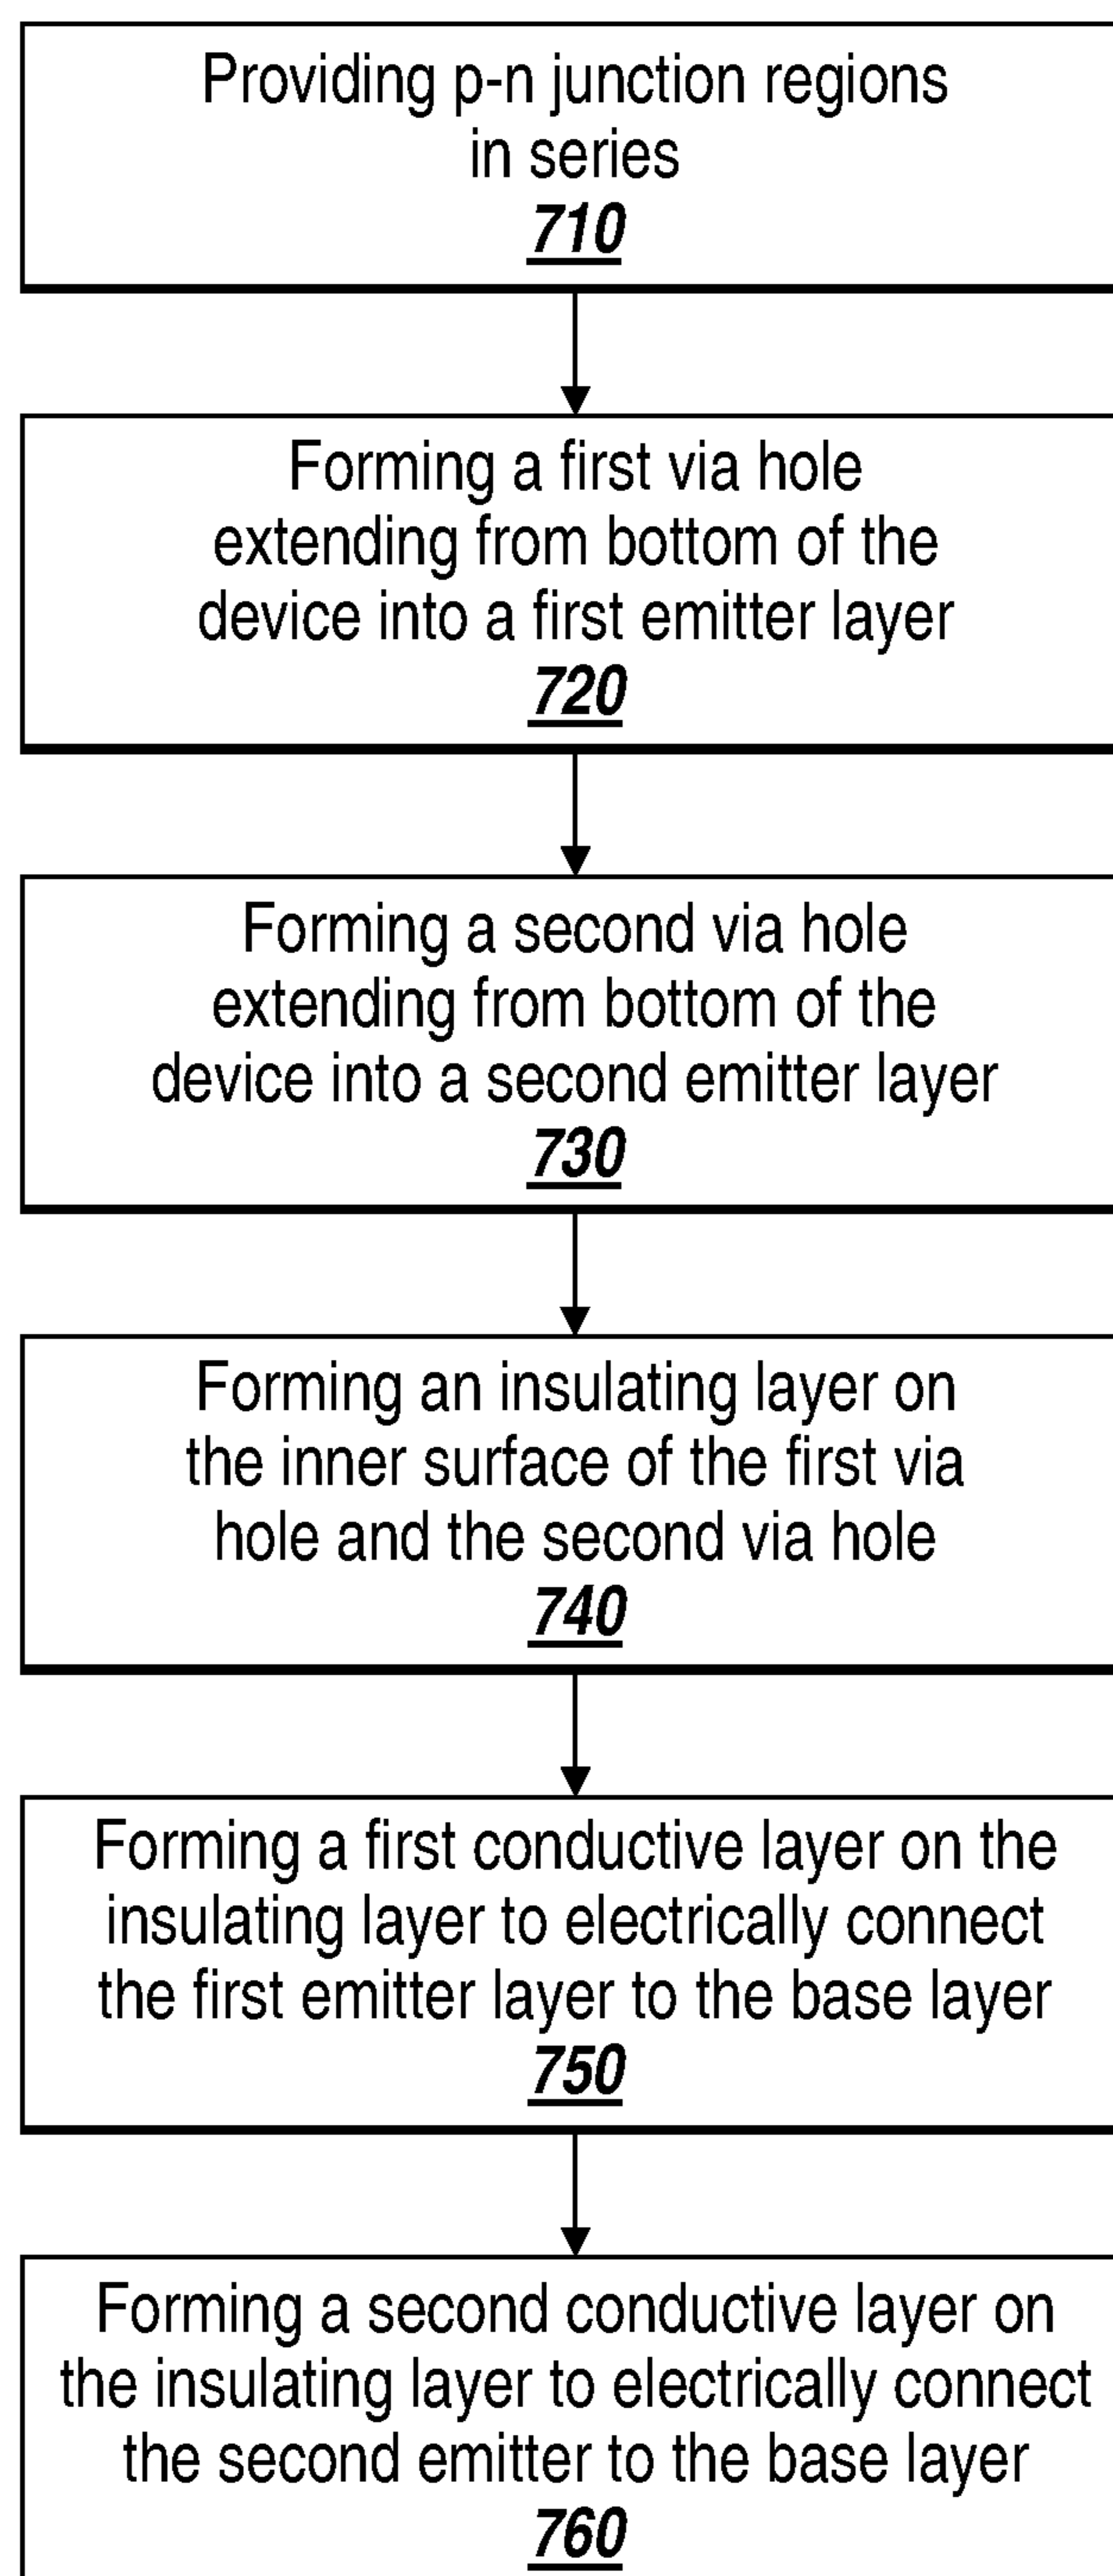 Providing p-n junction regions
in series
710
Forming a first via hole
extending from bottom of the
device into a first emitter layer
720
Forming a second via hole
extending from bottom of the
device into a second emitter layer
730
Forming an insulating layer on
the inner surface of the first via
hole and the second via hole
740
Forming a first conductive layer on the
insulating layer to electrically connect
the first emitter layer to the base layer
750
Forming a second conductive layer on
the insulating layer to electrically connect
the second emitter to the base layer
760